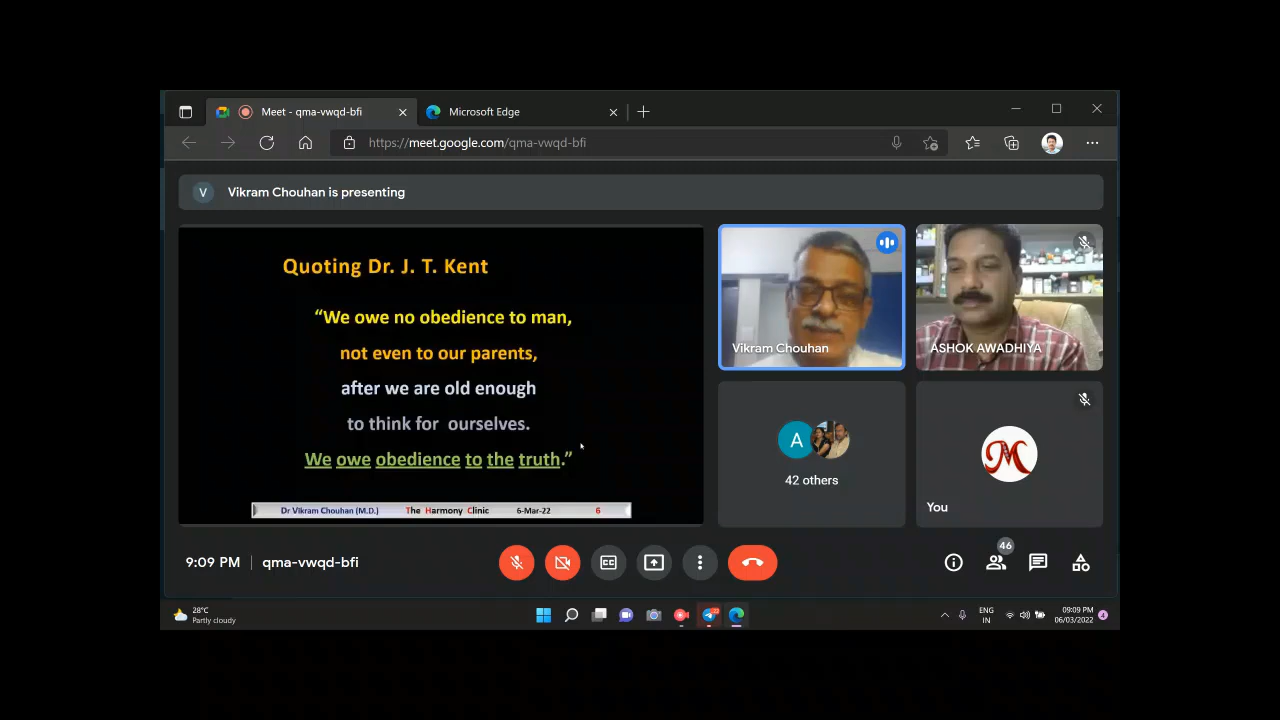 Meet - qma-vwqd-bfi
Microsoft Edge
https://meet.google.com/qma-vwqd-bfi
V
Vikram Chouhan is presenting
Quoting Dr. J. T. Kent
“We owe no obedience to man,
not even to our parents,
after we are old enough
to think for ourselves.
We owe obedience to the truth.”
Dr Vikram Chouhan (M.D.) The Harmony Clinic 6-Mar-22 6
Vikram Chouhan
ASHOK AWADHIYA
A
42 others
M
You
9:09 PM qma-vwqd-bfi
46
28°C
Partly cloudy
ENG
IN
09:09 PM
06/03/2022
4